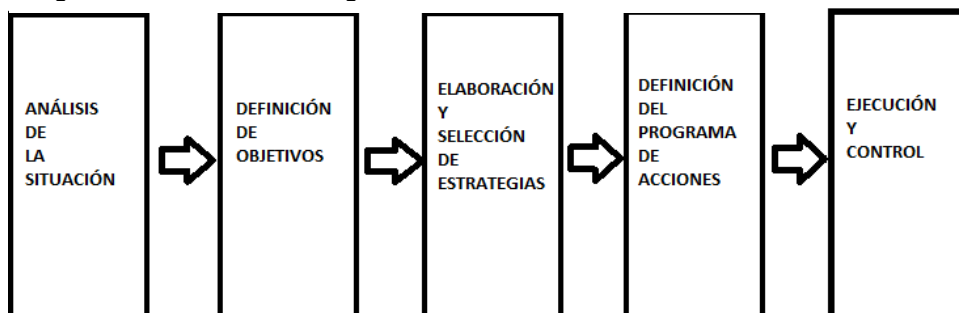 ANÁLISIS
DE
LA
SITUACIÓN
DEFINICIÓN
DE
OBJETIVOS
ELABORACIÓN
Y
SELECCIÓN
DE
ESTRATEGIAS
DEFINICIÓN
DEL
PROGRAMA
DE
ACCIONES
EJECUCIÓN
Y
CONTROL